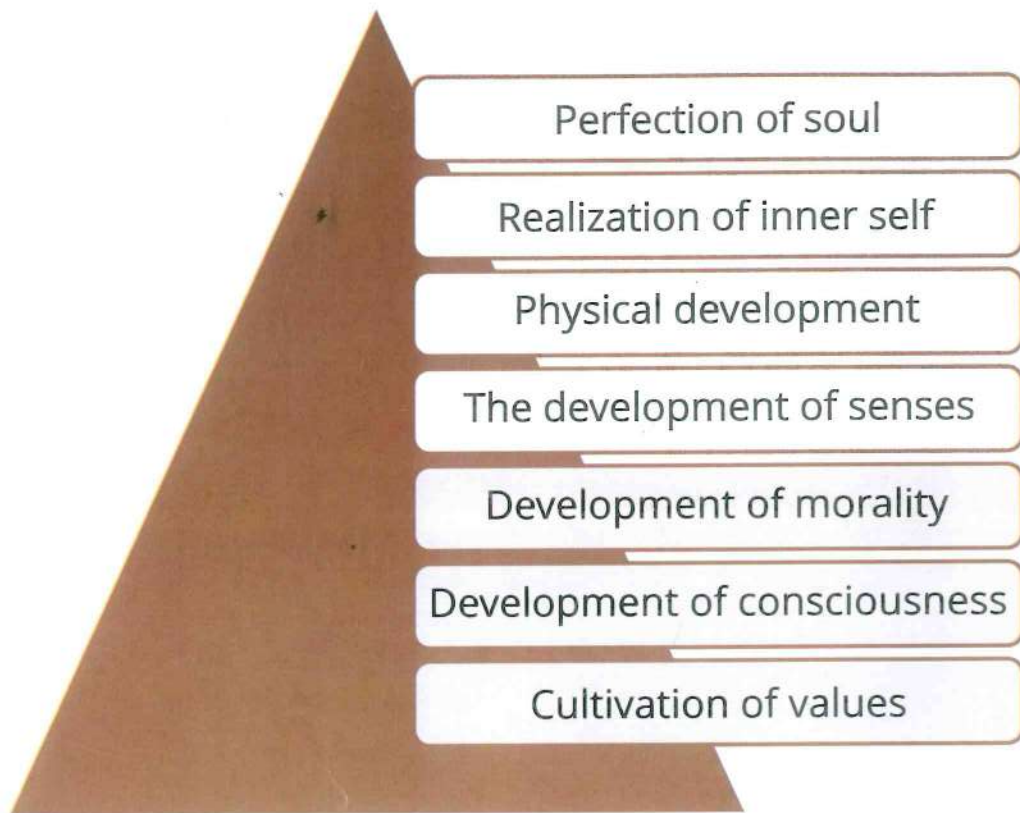 Perfection of soul
Realization of inner self
Physical development
The development of senses
Development of morality
Development of consciousness
Cultivation of values